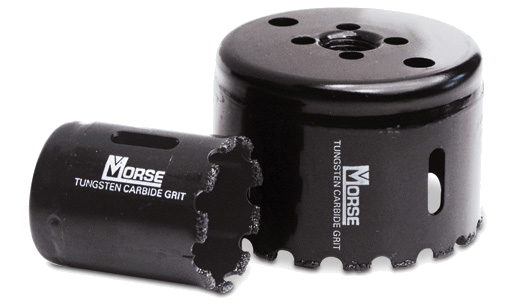 MORSE
TUNGSTEN CARBIDE GRIT
MORSE
TUNGSTEN CARBIDE GRIT